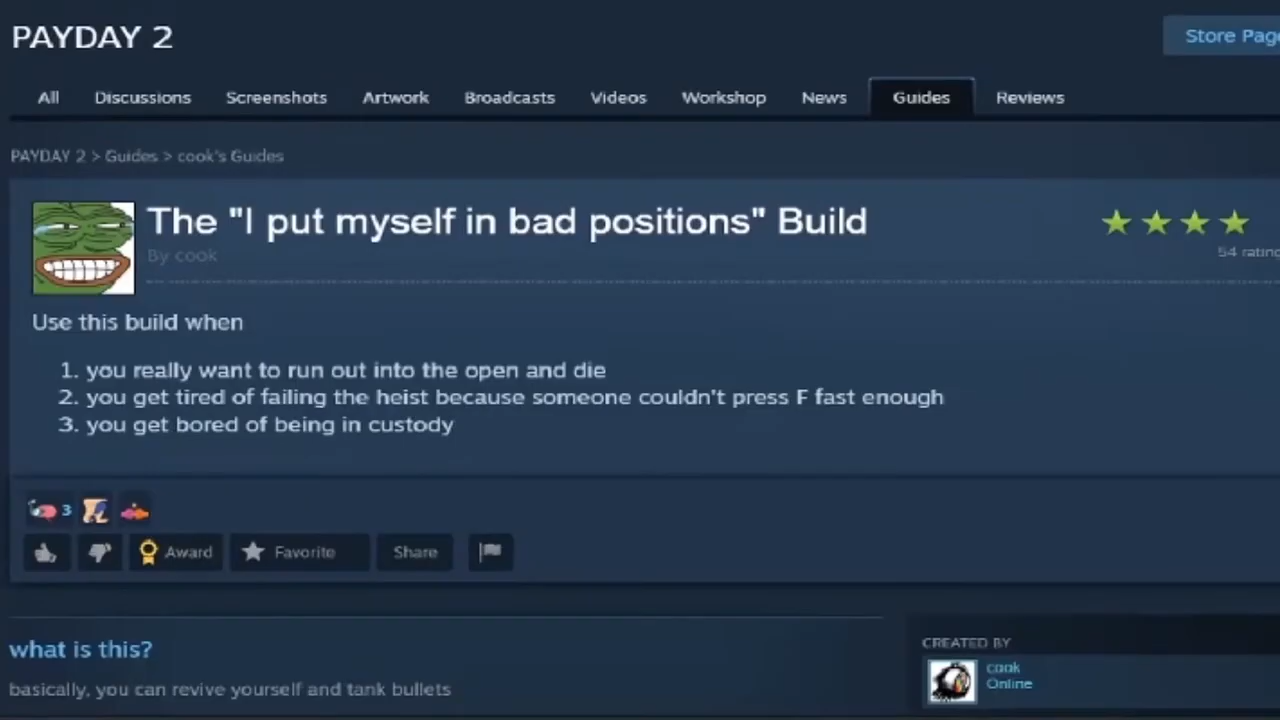 PAYDAY 2
Store Page
All Discussions Screenshots Artwork Broadcasts Videos Workshop News Guides Reviews
PAYDAY 2 > Guides > cook's Guides
The "I put myself in bad positions" Build
By cook
54 rating
Use this build when
1. you really want to run out into the open and die
2. you get tired of failing the heist because someone couldn't press F fast enough
3. you get bored of being in custody
3
Award Favorite Share
what is this?
basically, you can revive yourself and tank bullets
CREATED BY
cook
Online